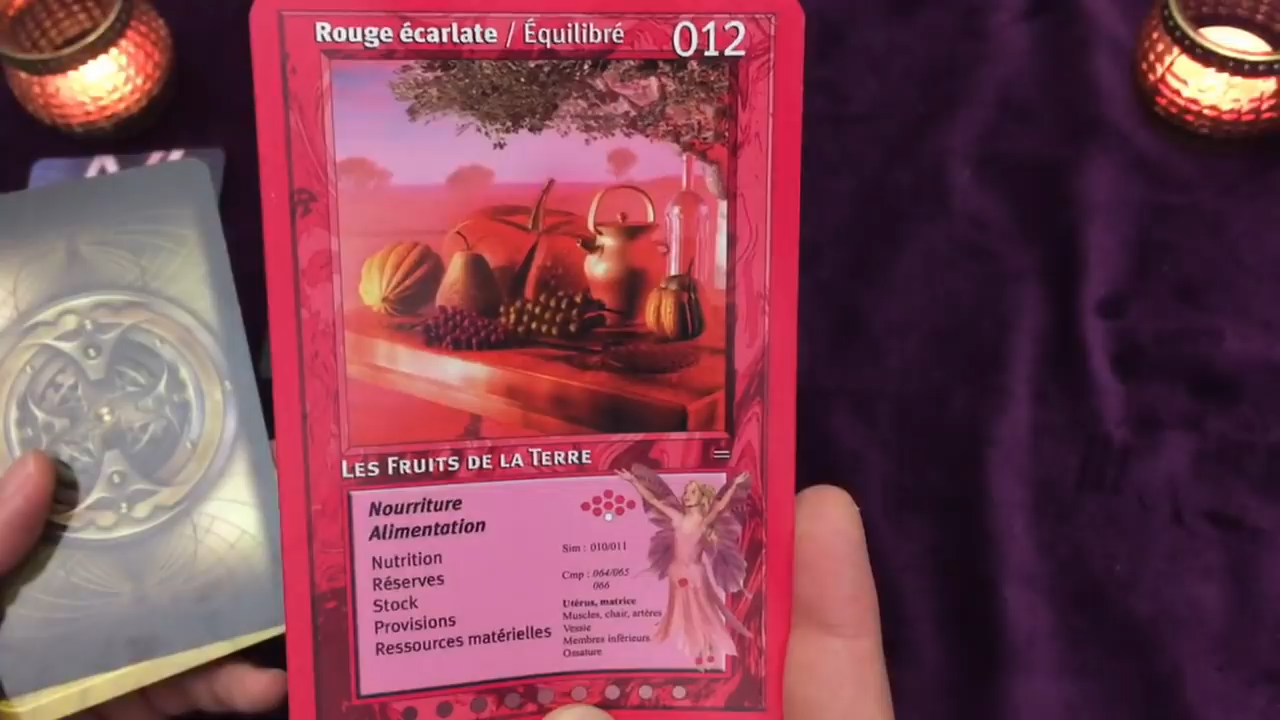 Rouge écarlate / Équilibré 012
LES FRUITS DE LA TERRE =
Nourriture
Alimentation
Nutrition
Réserves
Stock
Provisions
Ressources matérielles
Sim : 010/011
Cmp : 064/065
066
Utérus, matrice
Muscles, chair, artères
Vessie
Membres inférieurs
Ossature